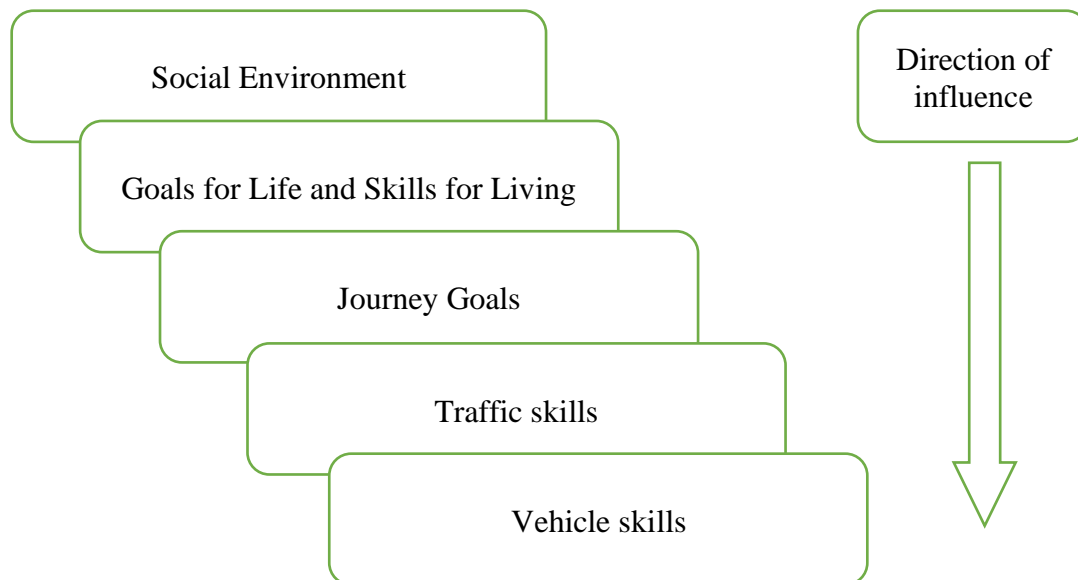 Social Environment
Direction of
influence
Goals for Life and Skills for Living
Journey Goals
Traffic skills
Vehicle skills